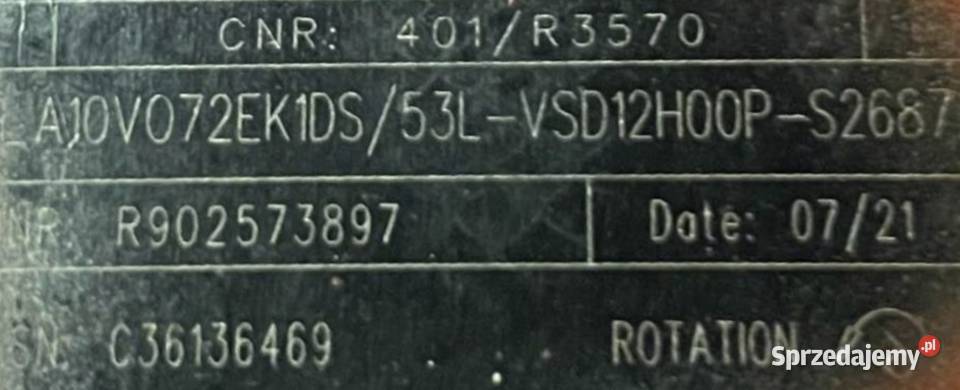 CNR: 401/R3570
L A10VO72EK1DS/53L-VSD12H00P-S2687
NR: R902573897 Date: 07/21
SN: C36136469 ROTATION
Sprzedajemy.pl